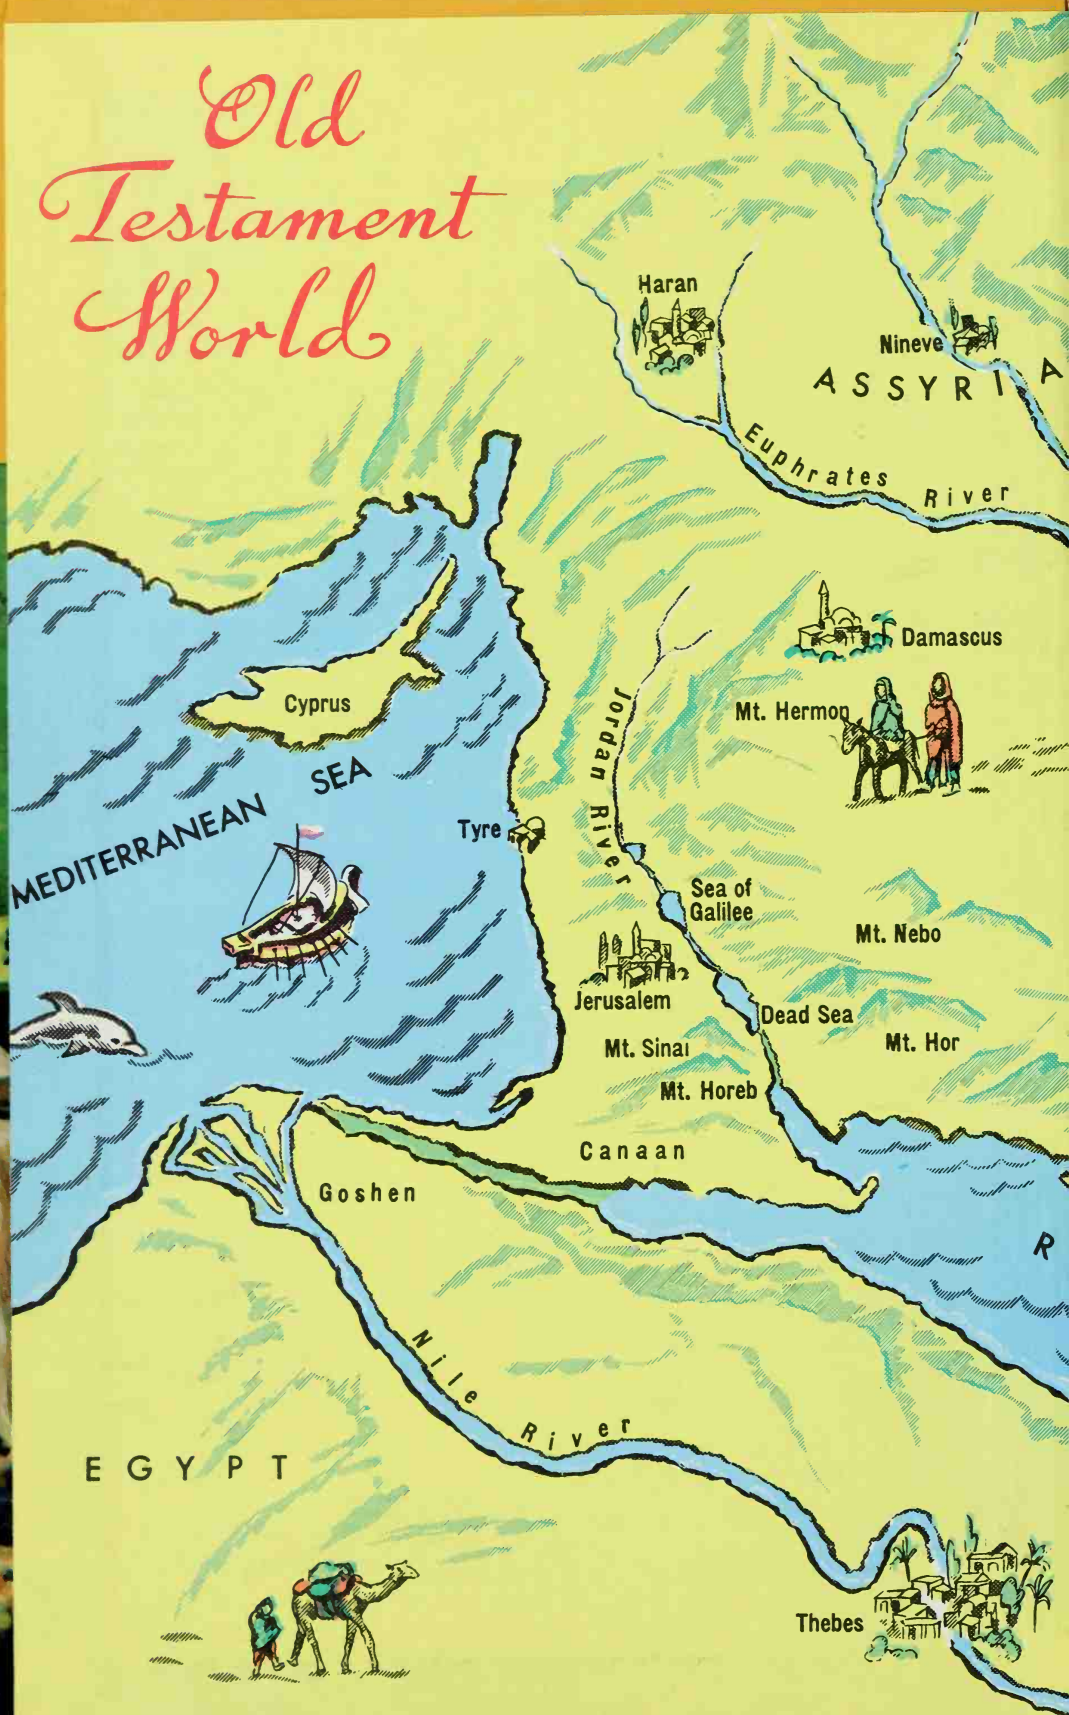 Old
Testament
World
Haran
Nineve
ASSYRIA
Euphrates River
Damascus
Cyprus
Mt. Hermon
Jordan River
MEDITERRANEAN SEA
Tyre
Sea of
Galilee
Mt. Nebo
Jerusalem
Dead Sea
Mt. Sinai
Mt. Hor
Mt. Horeb
Canaan
Goshen
R
Nile River
EGYPT
Thebes